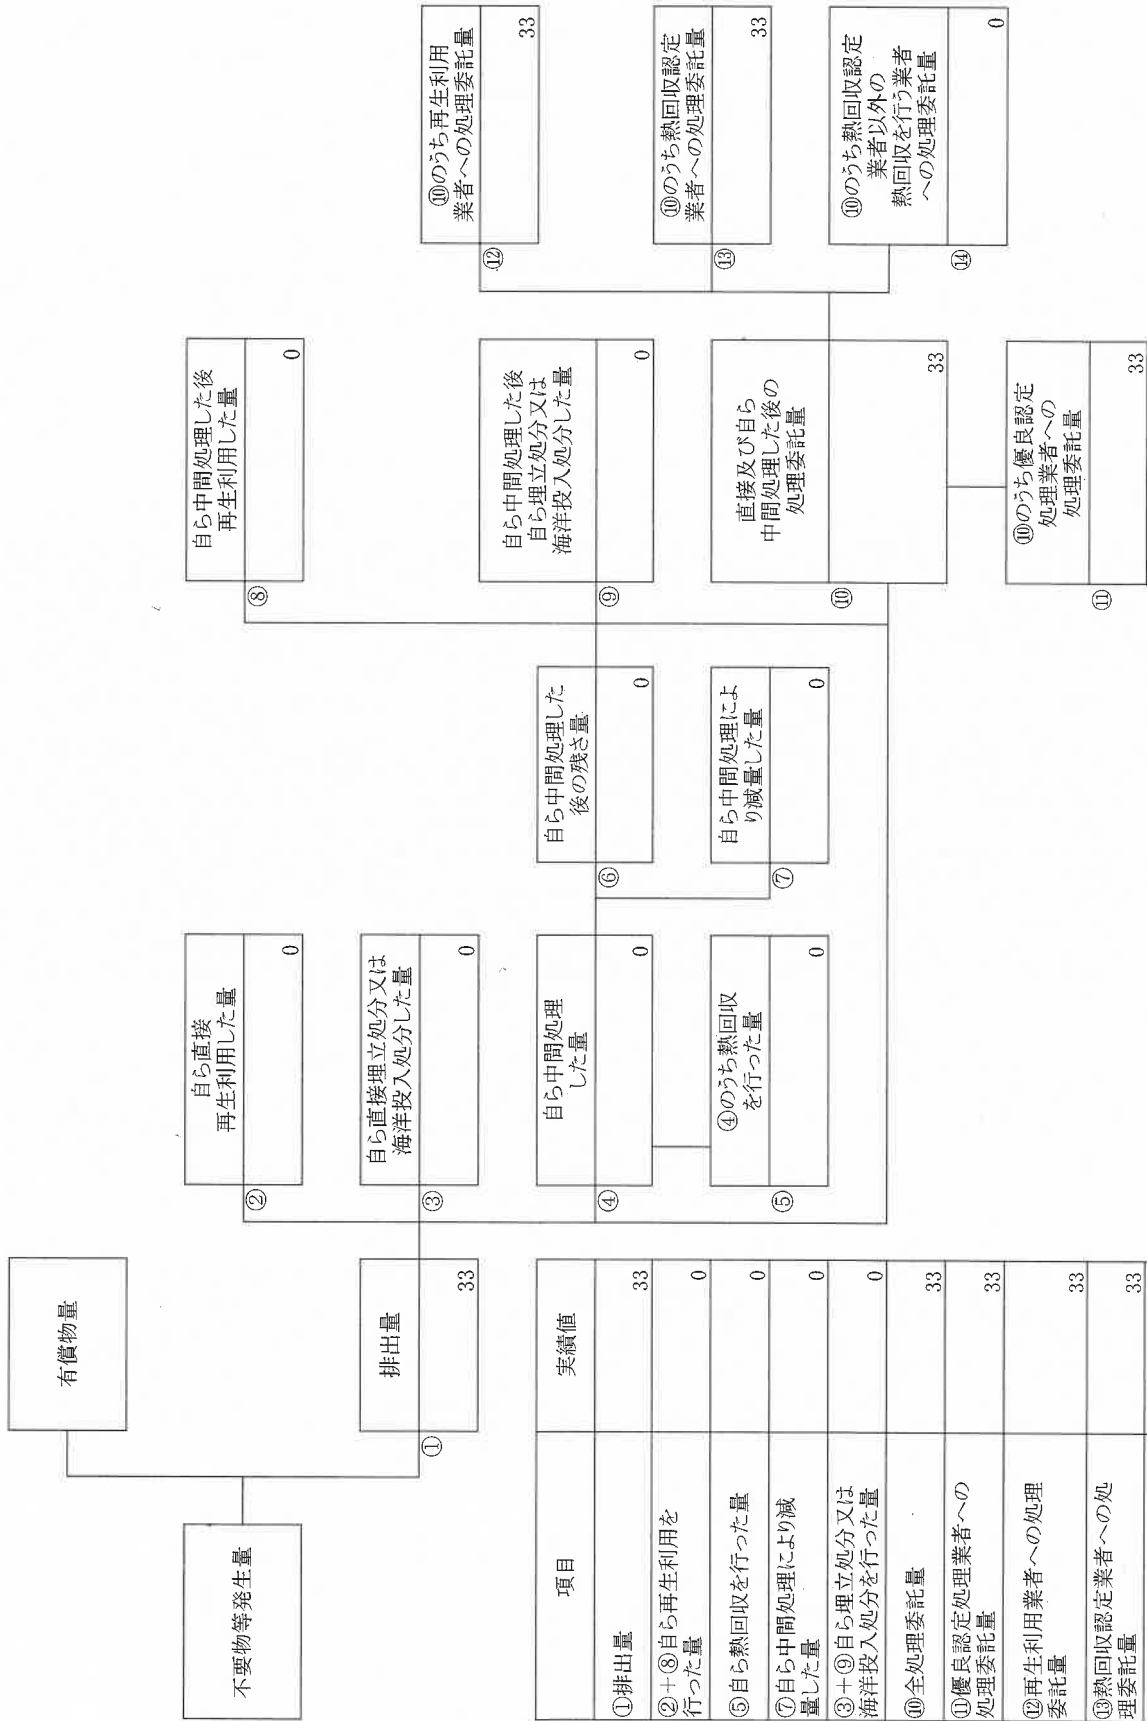 不要物等発生量
有償物量
①
排出量
33
②
自ら直接
再生利用した量
0
③
自ら直接埋立処分又は
海洋投入処分した量
0
④
自ら中間処理
した量
0
⑤
④のうち熱回収
を行った量
0
⑥
自ら中間処理した
後の残さ量
0
⑦
自ら中間処理によ
り減量した量
0
⑧
自ら中間処理した後
再生利用した量
0
⑨
自ら中間処理した後
自ら埋立処分又は
海洋投入処分した量
0
⑩
直接及び自ら
中間処理した後の
処理委託量
33
⑪
⑩のうち優良認定
処理業者への
処理委託量
33
⑫
⑩のうち再生利用
業者への処理委託量
33
⑬
⑩のうち熱回収認定
業者への処理委託量
33
⑭
⑩のうち熱回収認定
業者以外の
熱回収を行う業者
への処理委託量
0
項目 実績値
①排出量 33
②+⑧自ら再生利用を
行った量 0
⑤自ら熱回収を行った量 0
⑦自ら中間処理により減
量した量 0
③+⑨自ら埋立処分又は
海洋投入処分を行った量 0
⑩全処理委託量 33
⑪優良認定処理業者への
処理委託量 33
⑫再生利用業者への処理
委託量 33
⑬熱回収認定業者への処
理委託量 33